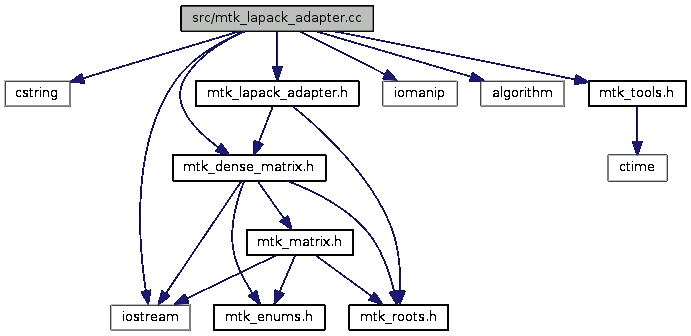 src/mtk_lapack_adapter.cc
cstring
mtk_lapack_adapter.h
iomanip
algorithm
mtk_tools.h
mtk_dense_matrix.h
ctime
mtk_matrix.h
iostream
mtk_enums.h
mtk_roots.h